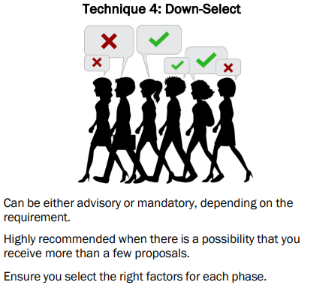 Technique 4: Down-Select
Can be either advisory or mandatory, depending on the
requirement.
Highly recommended when there is a possibility that you
receive more than a few proposals.
Ensure you select the right factors for each phase.